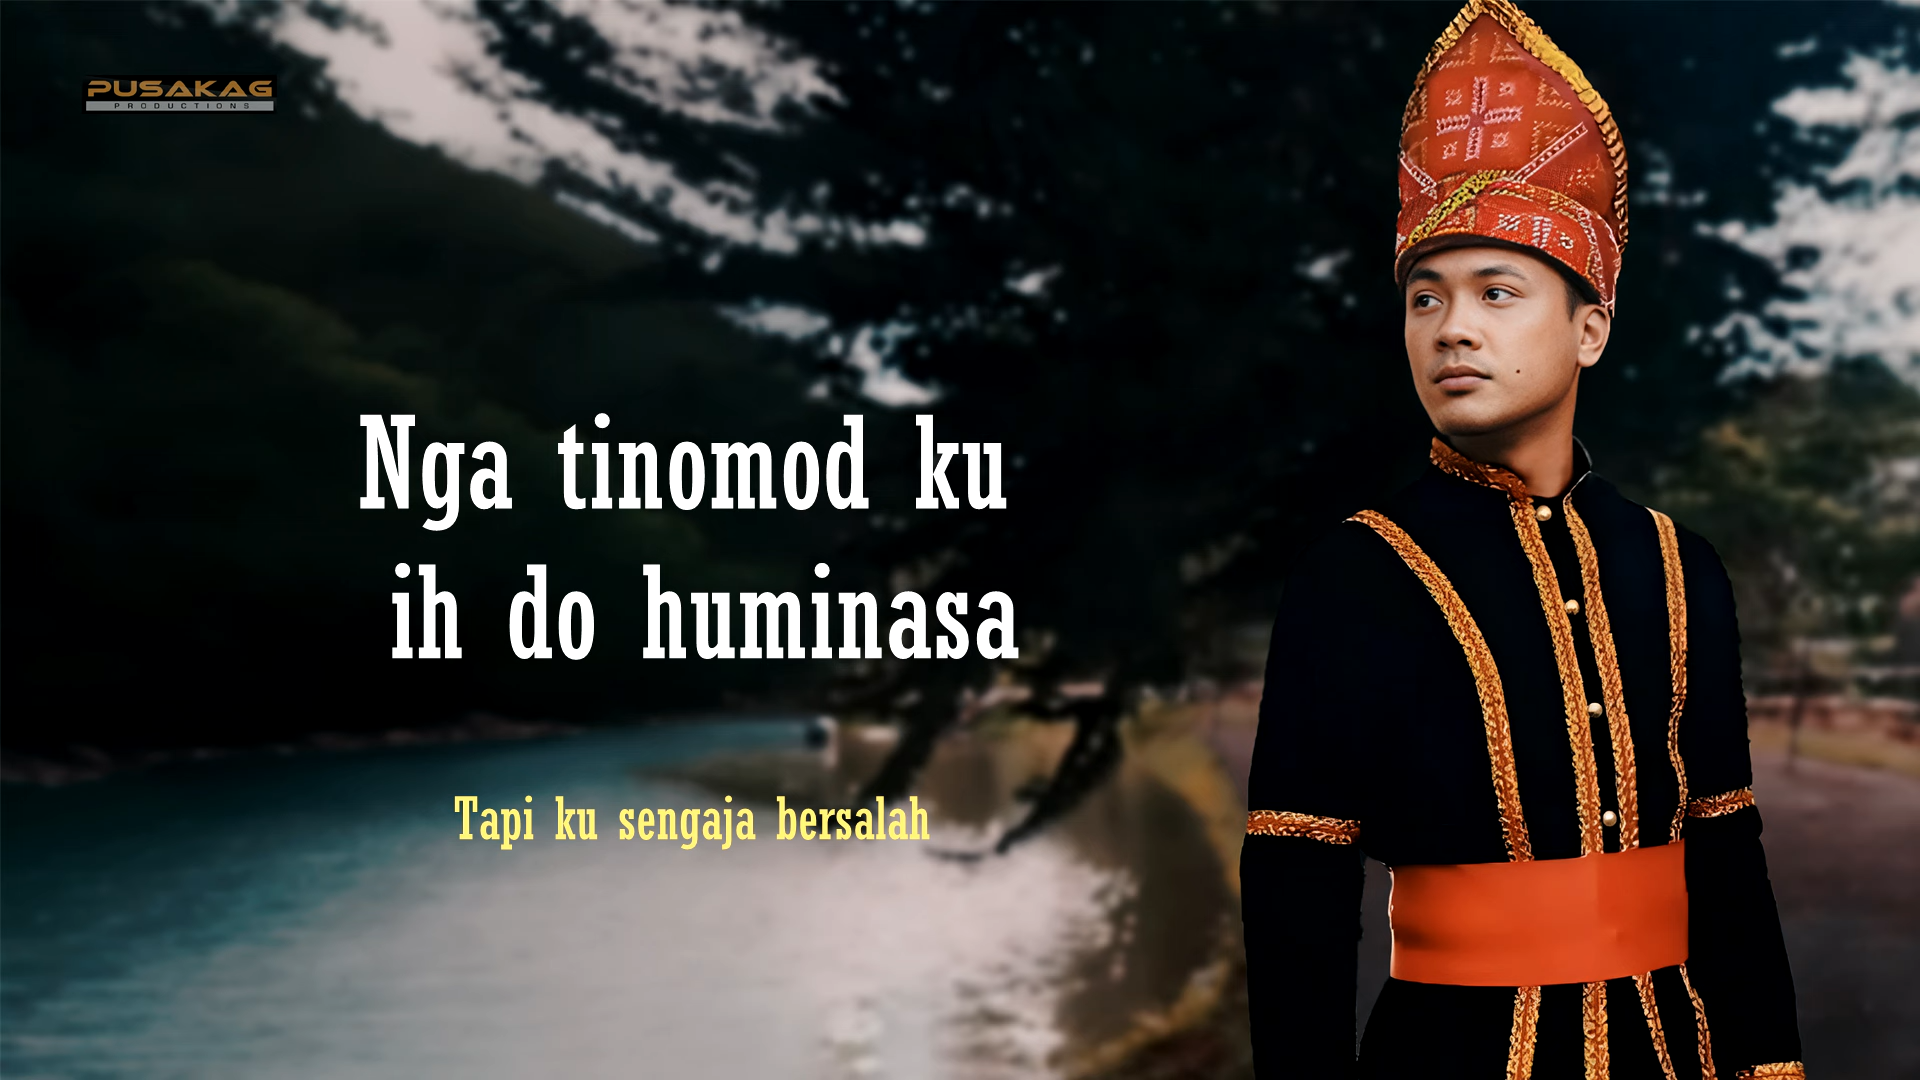 PUSAKAG
PRODUCTIONS
Nga tinomod ku
ih do huminasa
Tapi ku sengaja bersalah